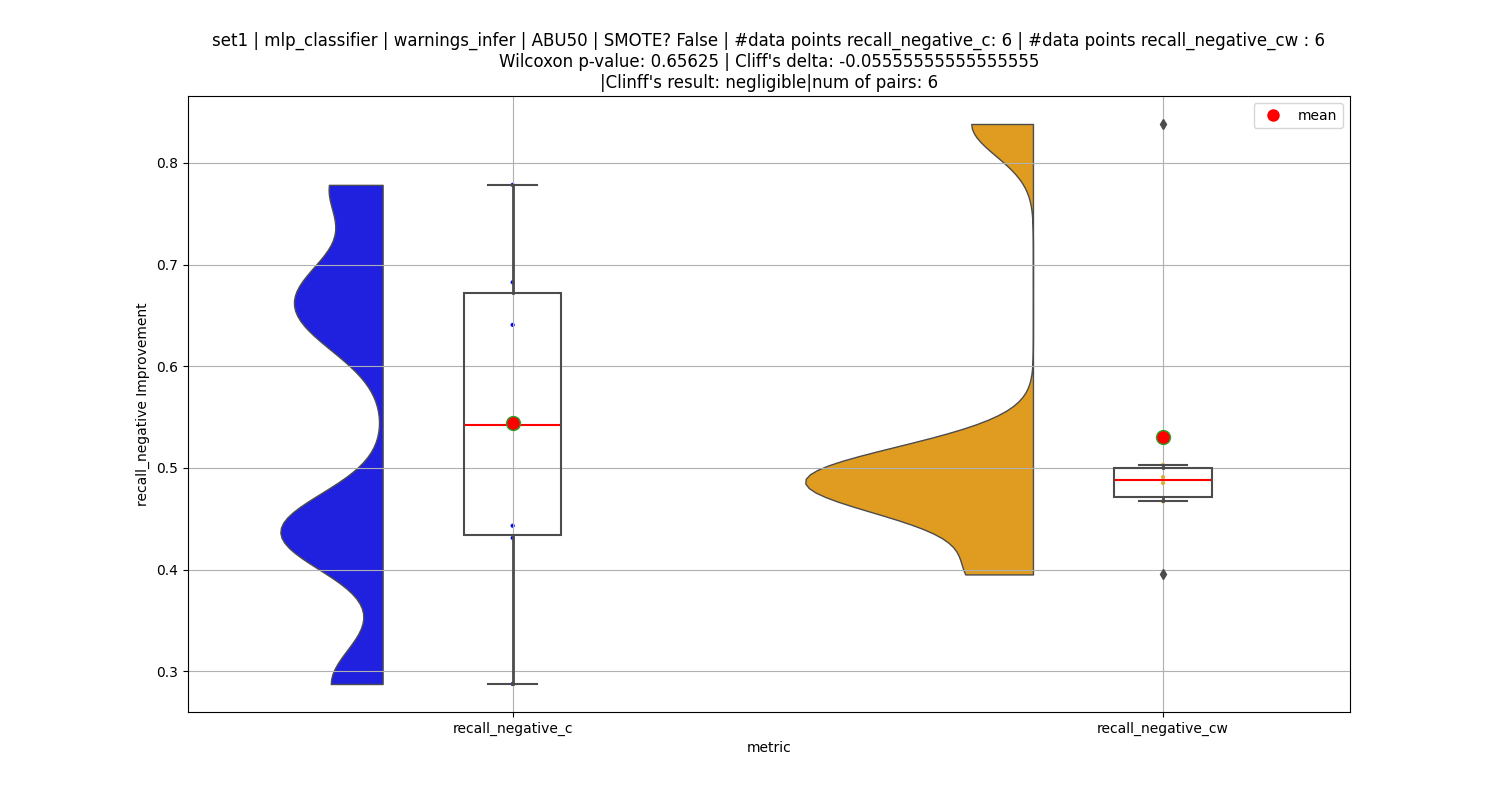 set1 | mlp_classifier | warnings_infer | ABU50 | SMOTE? False | #data points recall_negative_c: 6 | #data points recall_negative_cw : 6
Wilcoxon p-value: 0.65625 | Cliff's delta: -0.05555555555555555
|Clinff's result: negligible|num of pairs: 6
mean
recall_negative Improvement
0.8
0.7
0.6
0.5
0.4
0.3
recall_negative_c
recall_negative_cw
metric